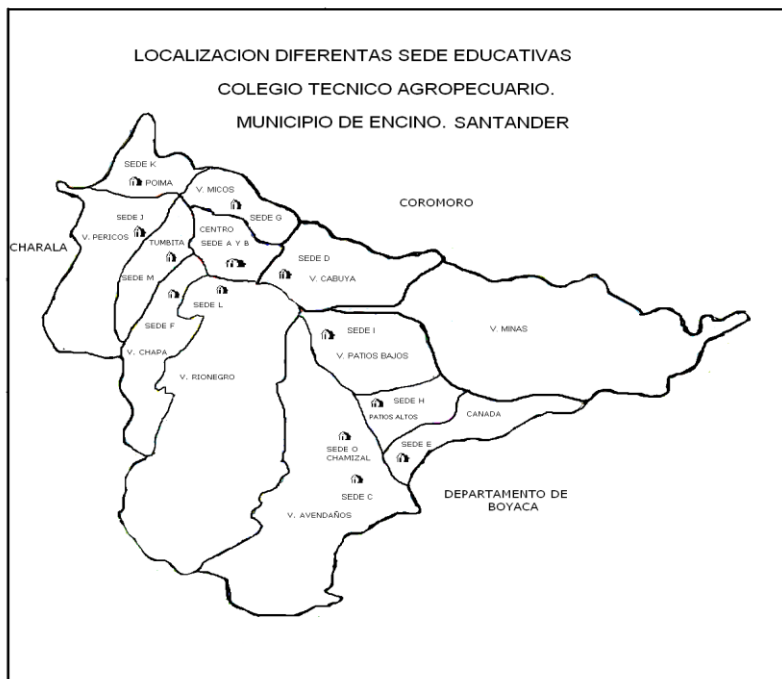 LOCALIZACION DIFERENTAS SEDE EDUCATIVAS
COLEGIO TECNICO AGROPECUARIO.
MUNICIPIO DE ENCINO. SANTANDER
SEDE K
POIMA
V. MICOS
SEDE G
COROMORO
SEDE J
V. PERICOS
CHARALA
TUMBITA
SEDE M
CENTRO
SEDE A Y B
SEDE D
V. CABUYA
SEDE L
SEDE F
V. CHAPA
V. RIONEGRO
SEDE I
V. PATIOS BAJOS
V. MINAS
SEDE H
PATIOS ALTOS
CANADA
SEDE E
SEDE O
CHAMIZAL
SEDE C
V. AVENDAÑOS
DEPARTAMENTO DE
BOYACA